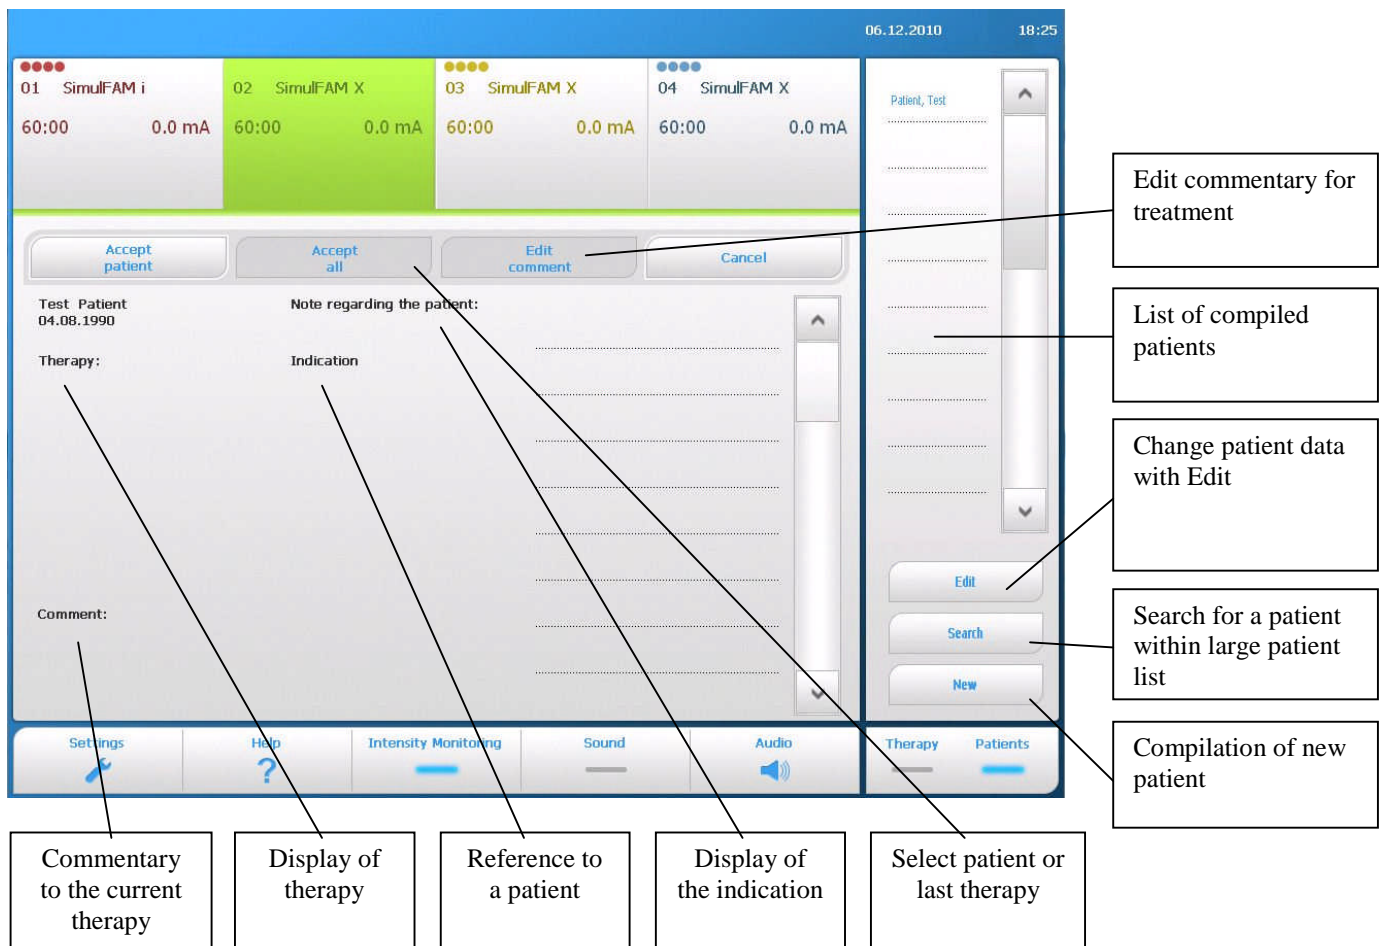 06.12.2010 18:25
01 SimulFAM i
60:00 0.0 mA
02 SimulFAM X
60:00 0.0 mA
03 SimulFAM X
60:00 0.0 mA
04 SimulFAM X
60:00 0.0 mA
Patient, Test
Accept
patient
Accept
all
Edit
comment
Cancel
Test Patient
04.08.1990
Note regarding the patient:
Therapy:
Indication
Comment:
Edit
Search
New
Settings
Help
?
Intensity Monitoring
Sound
Audio
Therapy
Patients
Edit commentary for
treatment
List of compiled
patients
Change patient data
with Edit
Search for a patient
within large patient
list
Compilation of new
patient
Commentary
to the current
therapy
Display of
therapy
Reference to
a patient
Display of
the indication
Select patient or
last therapy